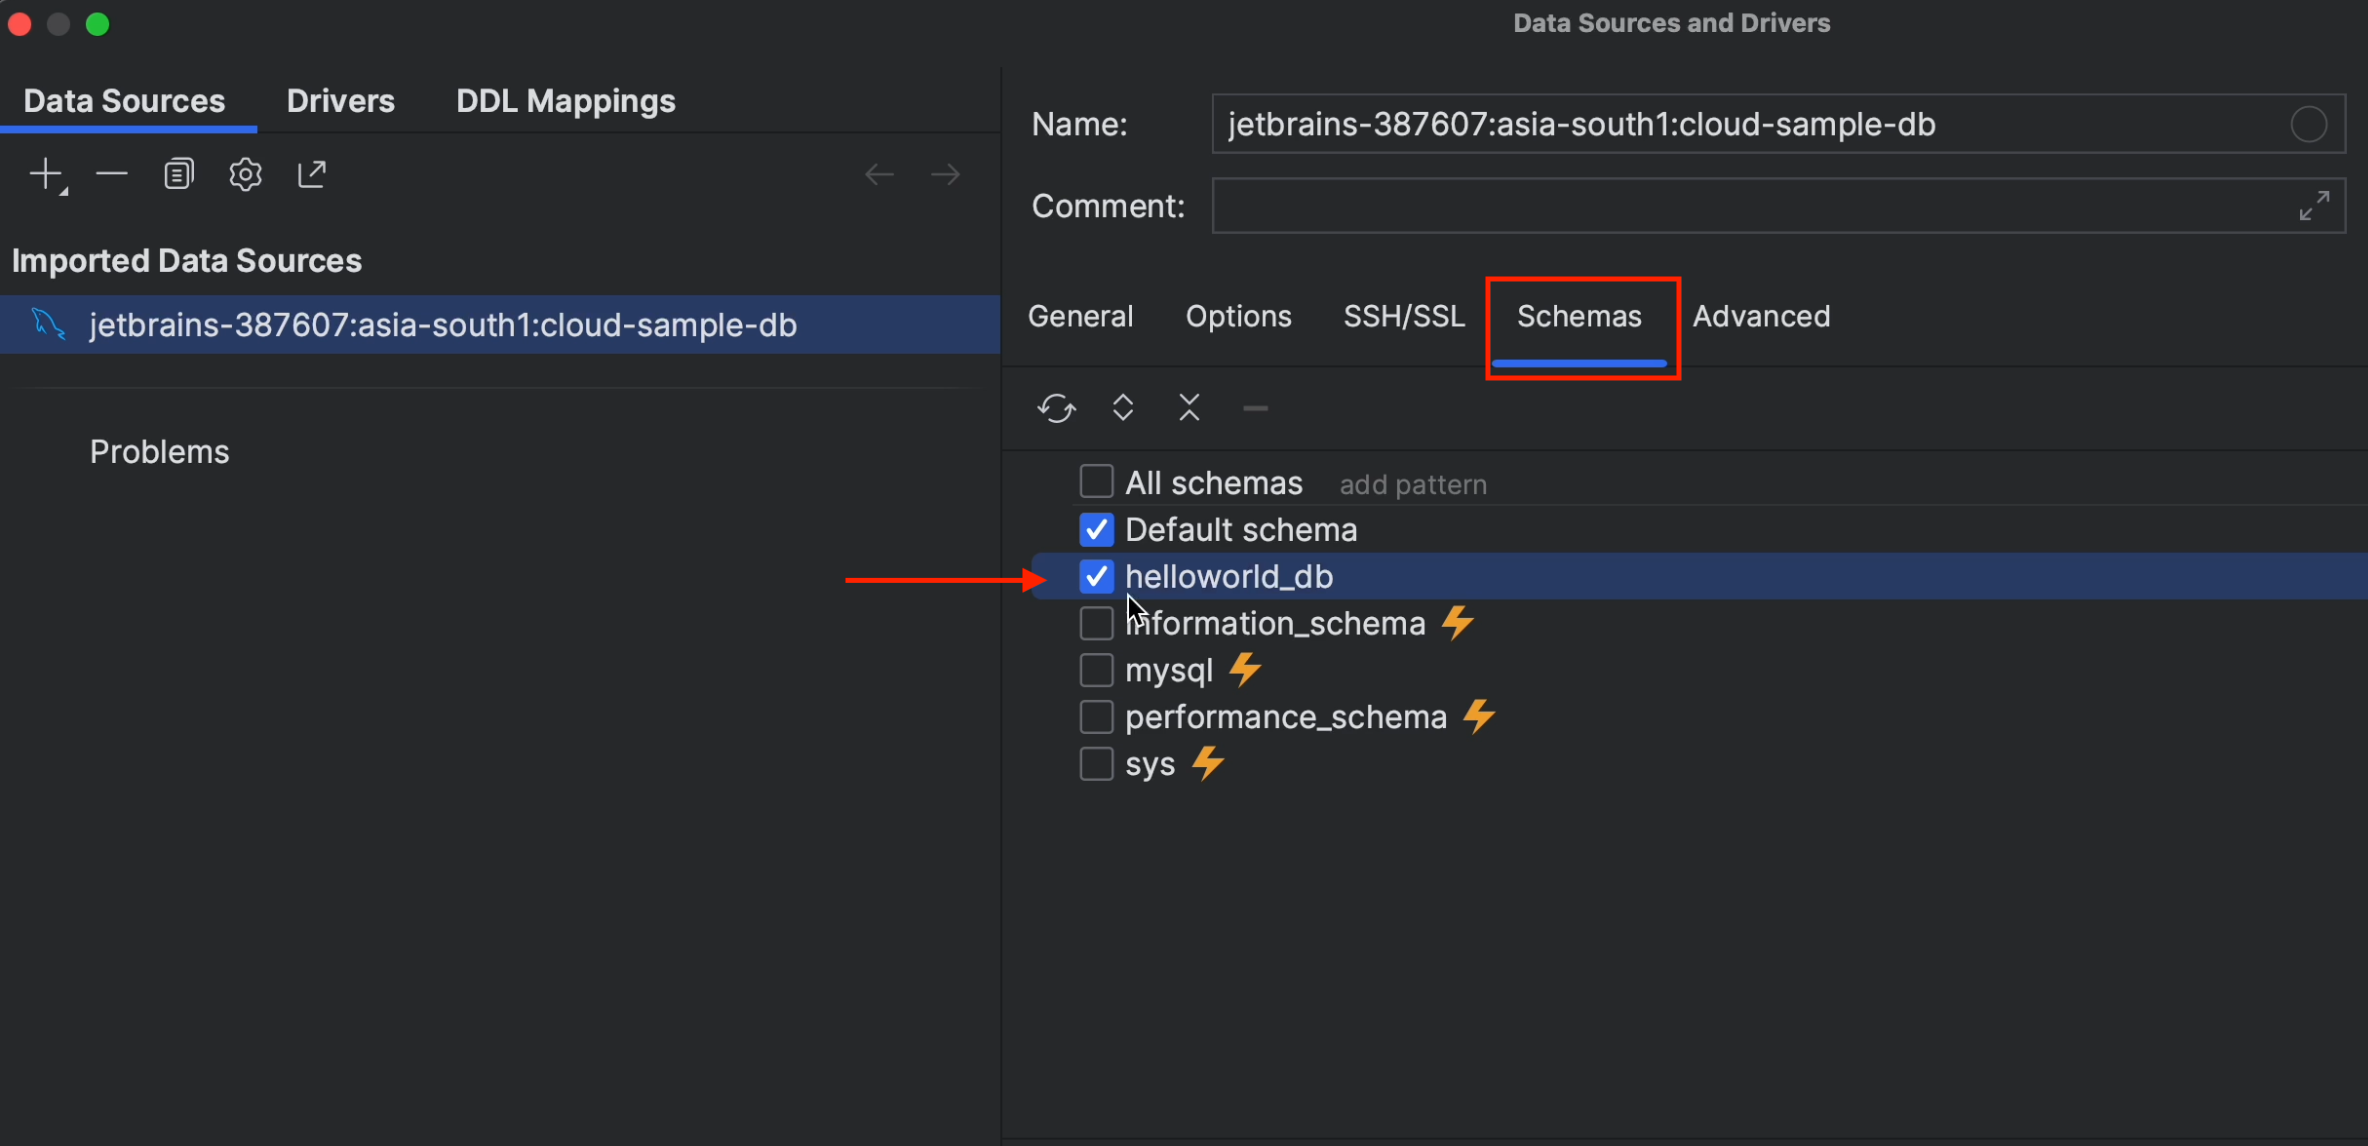 Data Sources and Drivers
Data Sources Drivers DDL Mappings
Name: jetbrains-387607:asia-south1:cloud-sample-db
Comment:
Imported Data Sources
jetbrains-387607:asia-south1:cloud-sample-db
Problems
General Options SSH/SSL Schemas Advanced
All schemas add pattern
Default schema
helloworld_db
information_schema
mysql
performance_schema
sys